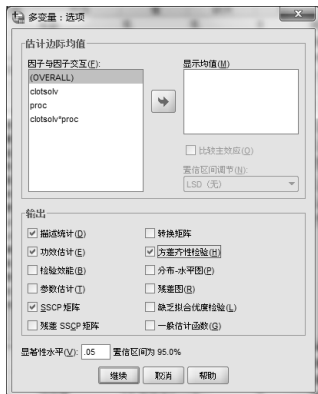 多变量：选项
估计边际均值
因子与因子交互(F):
显示均值(M)
(OVERALL)
clotsolv
proc
clotsolv*proc
比较主效应(O)
置信区间调节(N):
LSD（无）
输出
描述统计(D)
转换矩阵
功效估计(E)
方差齐性检验(H)
检验效能(B)
分布-水平图(P)
参数估计(T)
残差图(R)
SSCP 矩阵
缺乏拟合优度检验(L)
残差 SSCP 矩阵
一般估计函数(G)
显著性水平(V): .05 置信区间为 95.0%
继续 取消 帮助